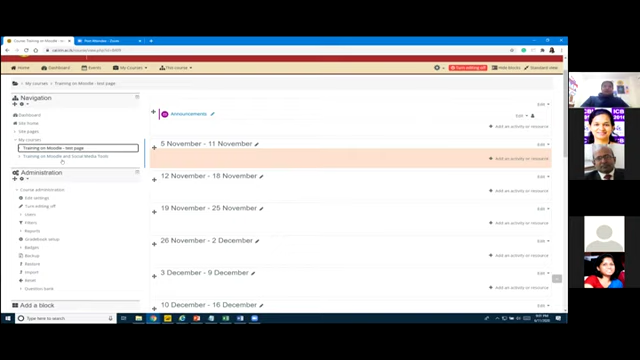 Course: Training on Moodle
Home
Dashboard
Events
My Courses
This course
Turn editing off
Hide blocks
Standard view
My courses
Training on Moodle - test page
Navigation
Dashboard
Site home
Site pages
My courses
Training on Moodle - test page
Training on Moodle and Social Media Tools
Administration
Course administration
Edit settings
Turn editing off
Users
Filters
Reports
Gradebook setup
Badges
Backup
Restore
Import
Reset
Question bank
Add a block
Edit
Announcements
Edit
Add an activity or resource
5 November - 11 November
Edit
Add an activity or resource
12 November - 18 November
Edit
Add an activity or resource
19 November - 25 November
Edit
Add an activity or resource
26 November - 2 December
Edit
Add an activity or resource
3 December - 9 December
Edit
Add an activity or resource
10 December - 16 December
Edit
Type here to search